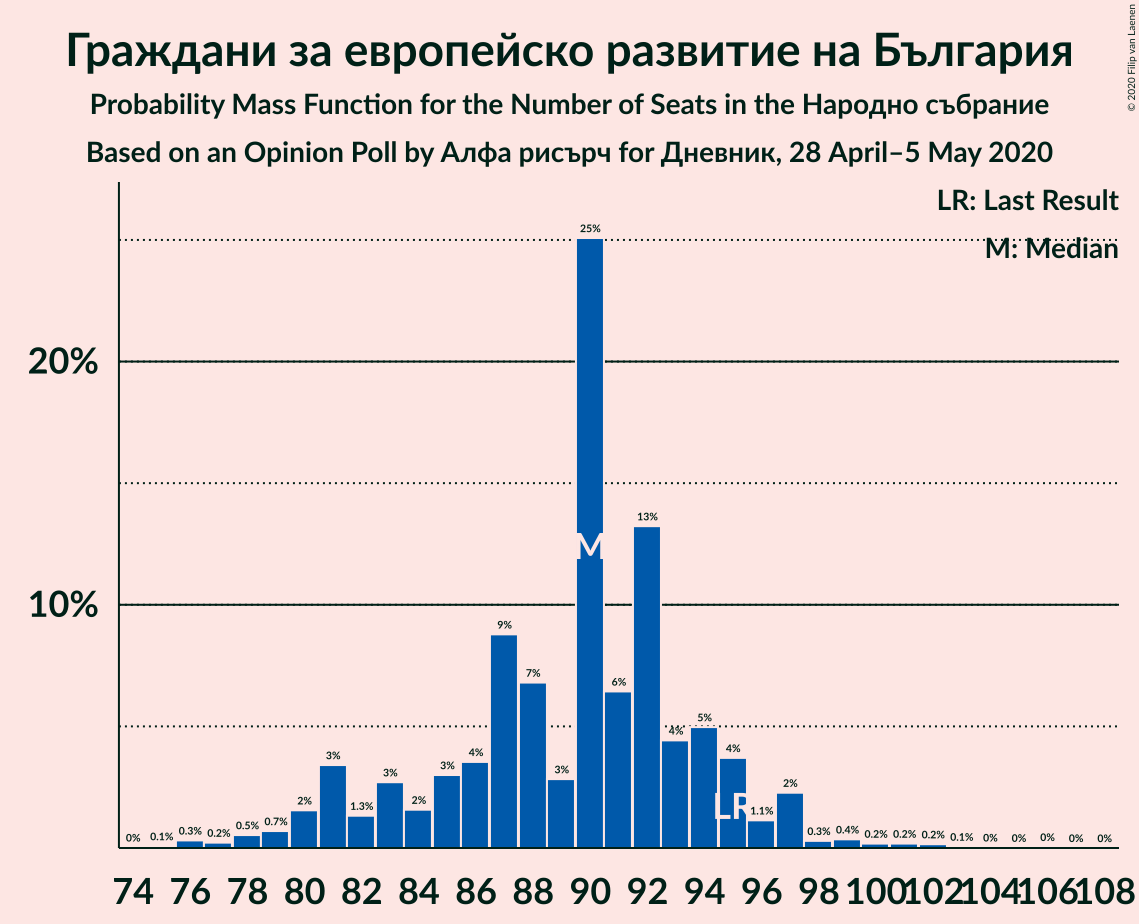 Граждани за европейско развитие на България
Probability Mass Function for the Number of Seats in the Народно събрание
Based on an Opinion Poll by Алфа рисърч for Дневник, 28 April–5 May 2020
© 2020 Filip van Laenen
LR: Last Result
M: Median
20%
10%
0% 0.1% 0.3% 0.2% 0.5% 0.7% 2% 3% 1.3% 3% 2% 3% 4% 9% 7% 3% 25% 6% 13% 4% 5% 4% 1.1% 2% 0.3% 0.4% 0.2% 0.2% 0.2% 0.1% 0% 0% 0% 0% 0%
M
LR
74 76 78 80 82 84 86 88 90 92 94 96 98 100 102 104 106 108